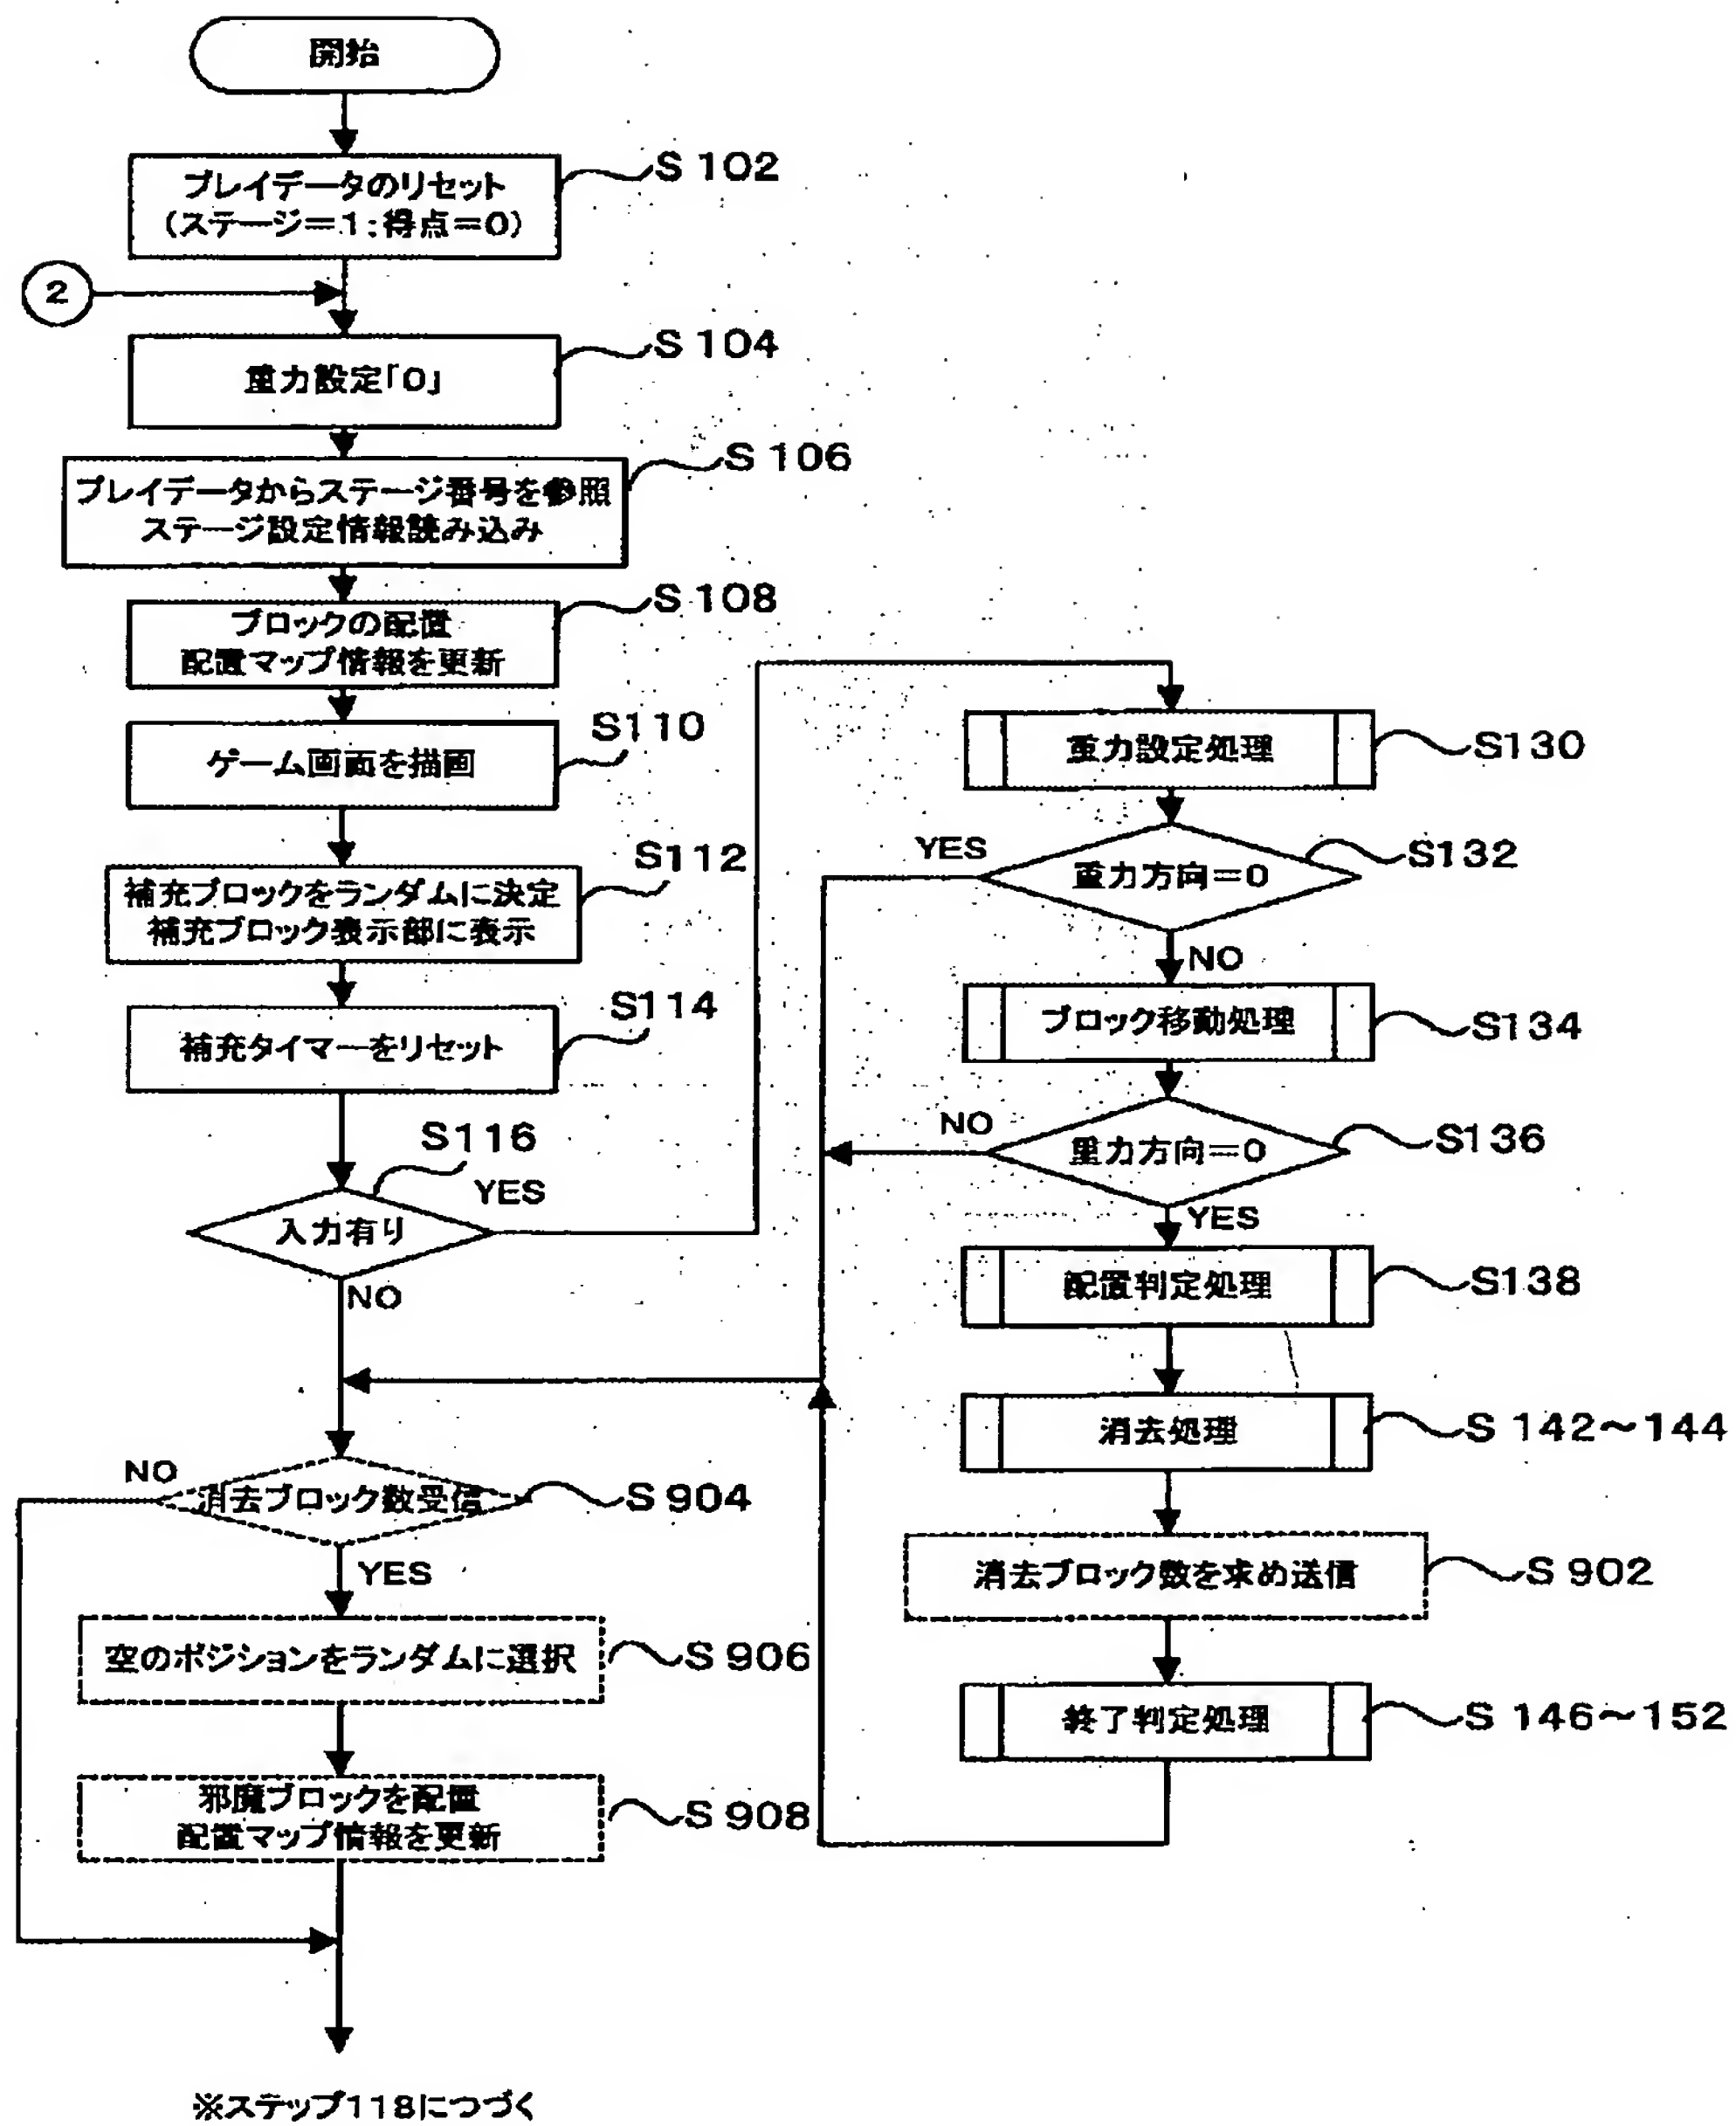 開始
プレイデータのリセット
(ステージ=1;得点=0)
S 102
2
重力設定「0」
S 104
プレイデータからステージ番号を参照
ステージ設定情報読み込み
S 106
ブロックの配置
配置マップ情報を更新
S 108
ゲーム画面を描画
S110
補充ブロックをランダムに決定
補充ブロック表示部に表示
S112
補充タイマーをリセット
S114
入力有り
S116
YES
NO
消去ブロック数受信
S 904
NO
YES
空のポジションをランダムに選択
S 906
邪魔ブロックを配置
配置マップ情報を更新
S 908
※ステップ118につづく
重力設定処理
S130
重力方向=0
S132
YES
NO
ブロック移動処理
S134
重力方向=0
S136
NO
YES
配置判定処理
S138
消去処理
S 142~144
消去ブロック数を求め送信
S 902
終了判定処理
S 146~152